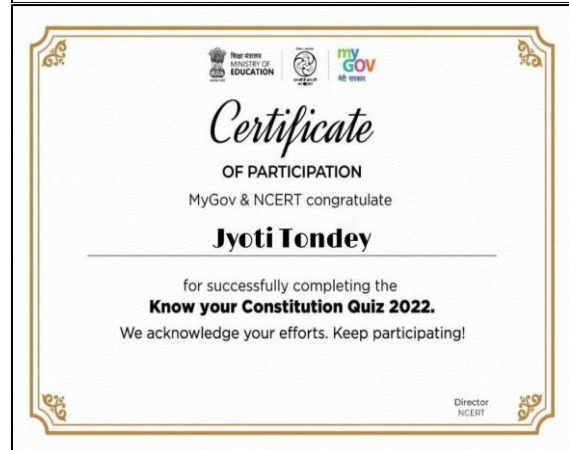 शिक्षा मंत्रालय
MINISTRY OF
EDUCATION
my
GOV
मेरी सरकार
Certificate
OF PARTICIPATION
MyGov & NCERT congratulate
Jyoti Tondey
for successfully completing the
Know your Constitution Quiz 2022.
We acknowledge your efforts. Keep participating!
Director
NCERT